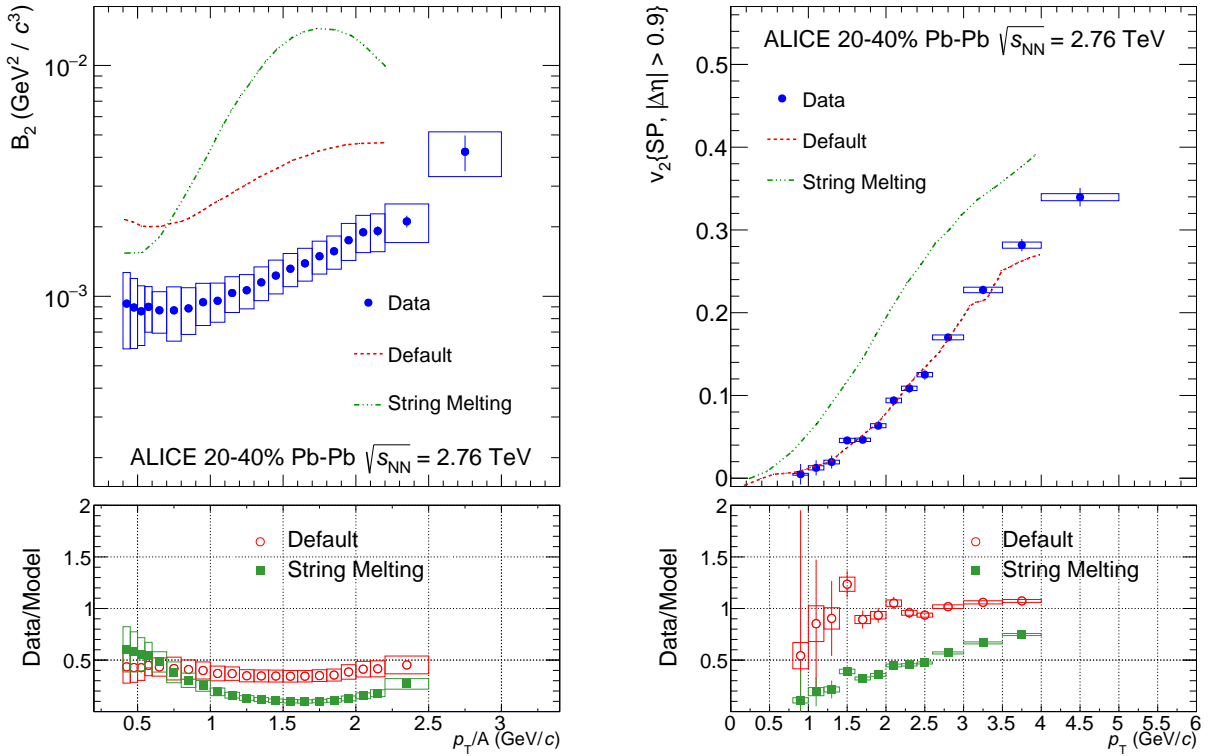 B₂ (GeV² / c³)
10⁻²
10⁻³
Data
Default
String Melting
ALICE 20-40% Pb-Pb √sNN = 2.76 TeV
Data/Model
2
1.5
1
0.5
Default
String Melting
0.5 1 1.5 2 2.5 3
p_T/A (GeV/c)
v₂{SP, |Δη| > 0.9}
0.5
0.4
0.3
0.2
0.1
0
ALICE 20-40% Pb-Pb √sNN = 2.76 TeV
Data
Default
String Melting
Data/Model
2
1.5
1
0.5
Default
String Melting
0 0.5 1 1.5 2 2.5 3 3.5 4 4.5 5 5.5 6
p_T (GeV/c)